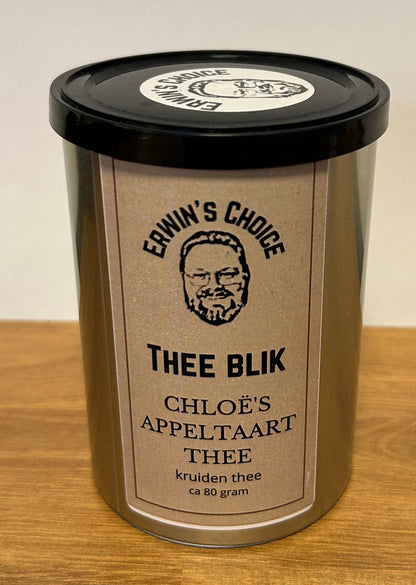 ERWIN'S CHOICE
ERWIN'S CHOICE
THEE BLIK
CHLOË'S
APPELTAART
THEE
kruiden thee
ca 80 gram